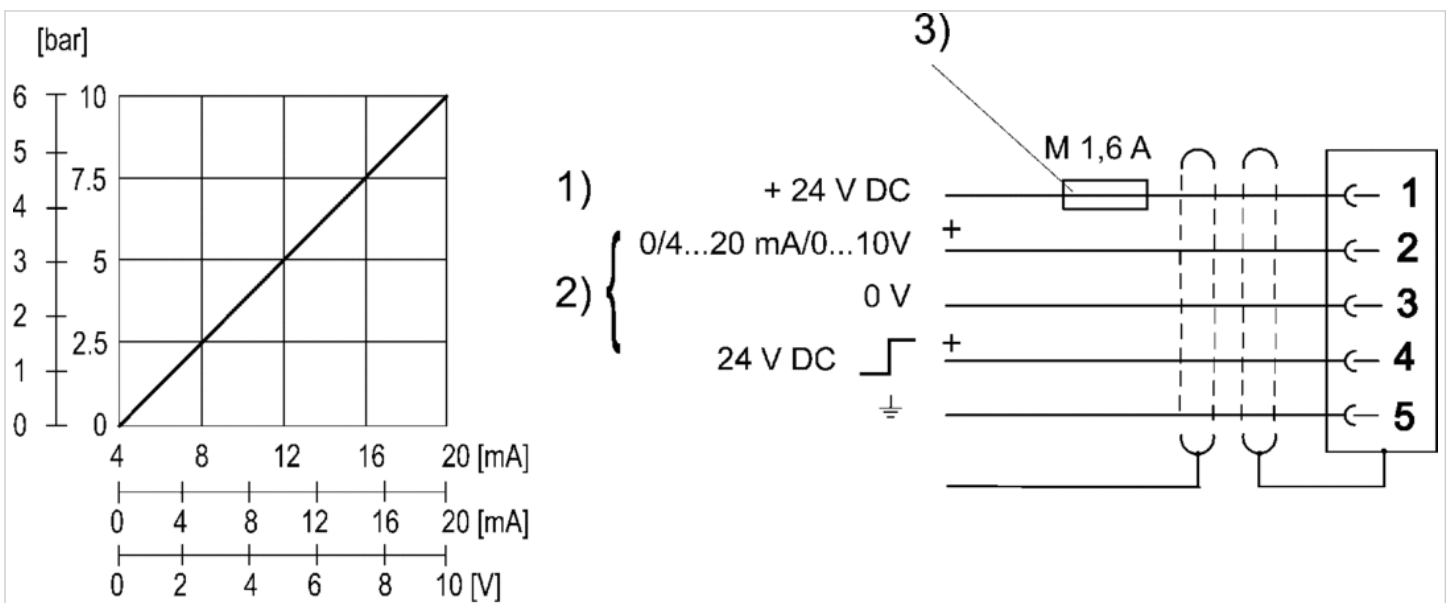 [bar]
6
5
4
3
2
1
0
10
7.5
5
2.5
0
4 8 12 16 20 [mA]
0 4 8 12 16 20 [mA]
0 2 4 6 8 10 [V]
3)
M 1,6 A
1) + 24 V DC 1
2) 0/4...20 mA/0...10V + 2
0 V 3
24 V DC + 4
5